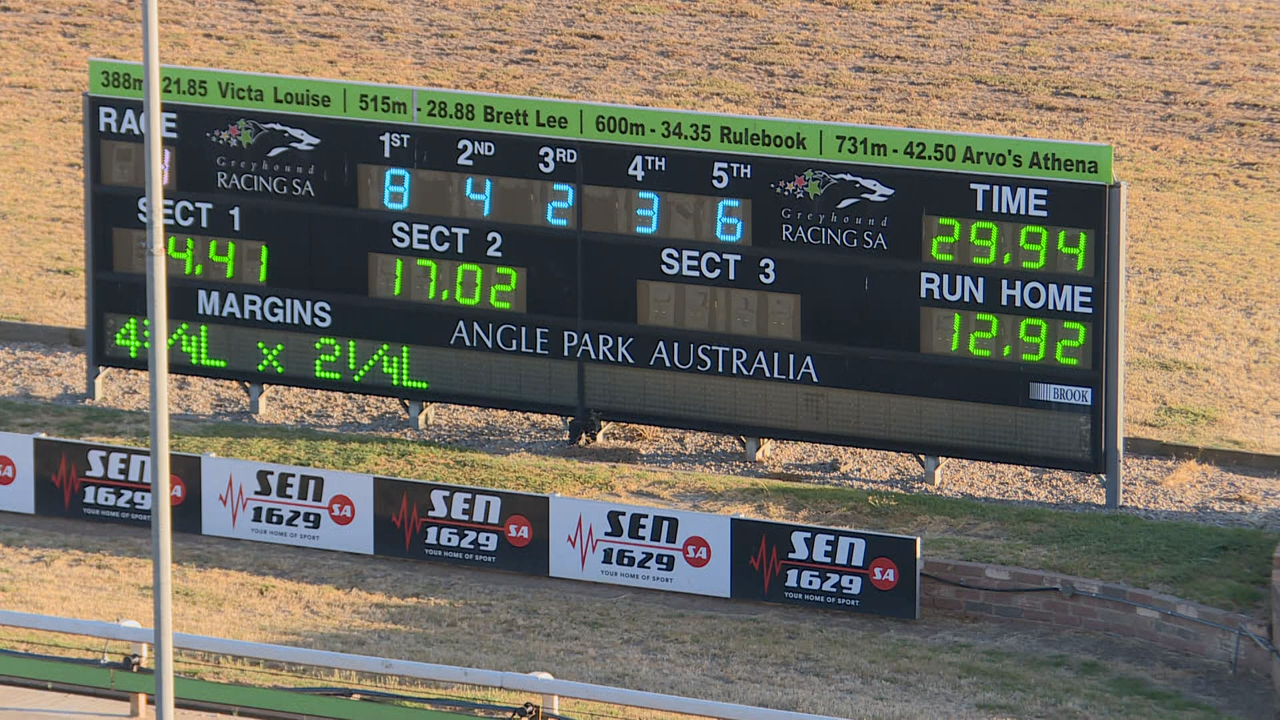 388m 21.85 Victa Louise | 515m - 28.88 Brett Lee | 600m - 34.35 Rulebook | 731m - 42.50 Arvo's Athena
RACE
Greyhound
RACING SA
1ST 2ND 3RD 4TH 5TH
8 4 2 3 6
Greyhound
RACING SA
TIME
29.94
SECT 1
4.41
SECT 2
17.02
SECT 3
RUN HOME
12.92
MARGINS
4¼L x 2¼L
ANGLE PARK AUSTRALIA
BROOK
SA
SEN
1629 SA
YOUR HOME OF SPORT
SEN
1629 SA
YOUR HOME OF SPORT
SEN
1629 SA
YOUR HOME OF SPORT
SEN
1629 SA
YOUR HOME OF SPORT
SEN
1629 SA
YOUR HOME OF SPORT